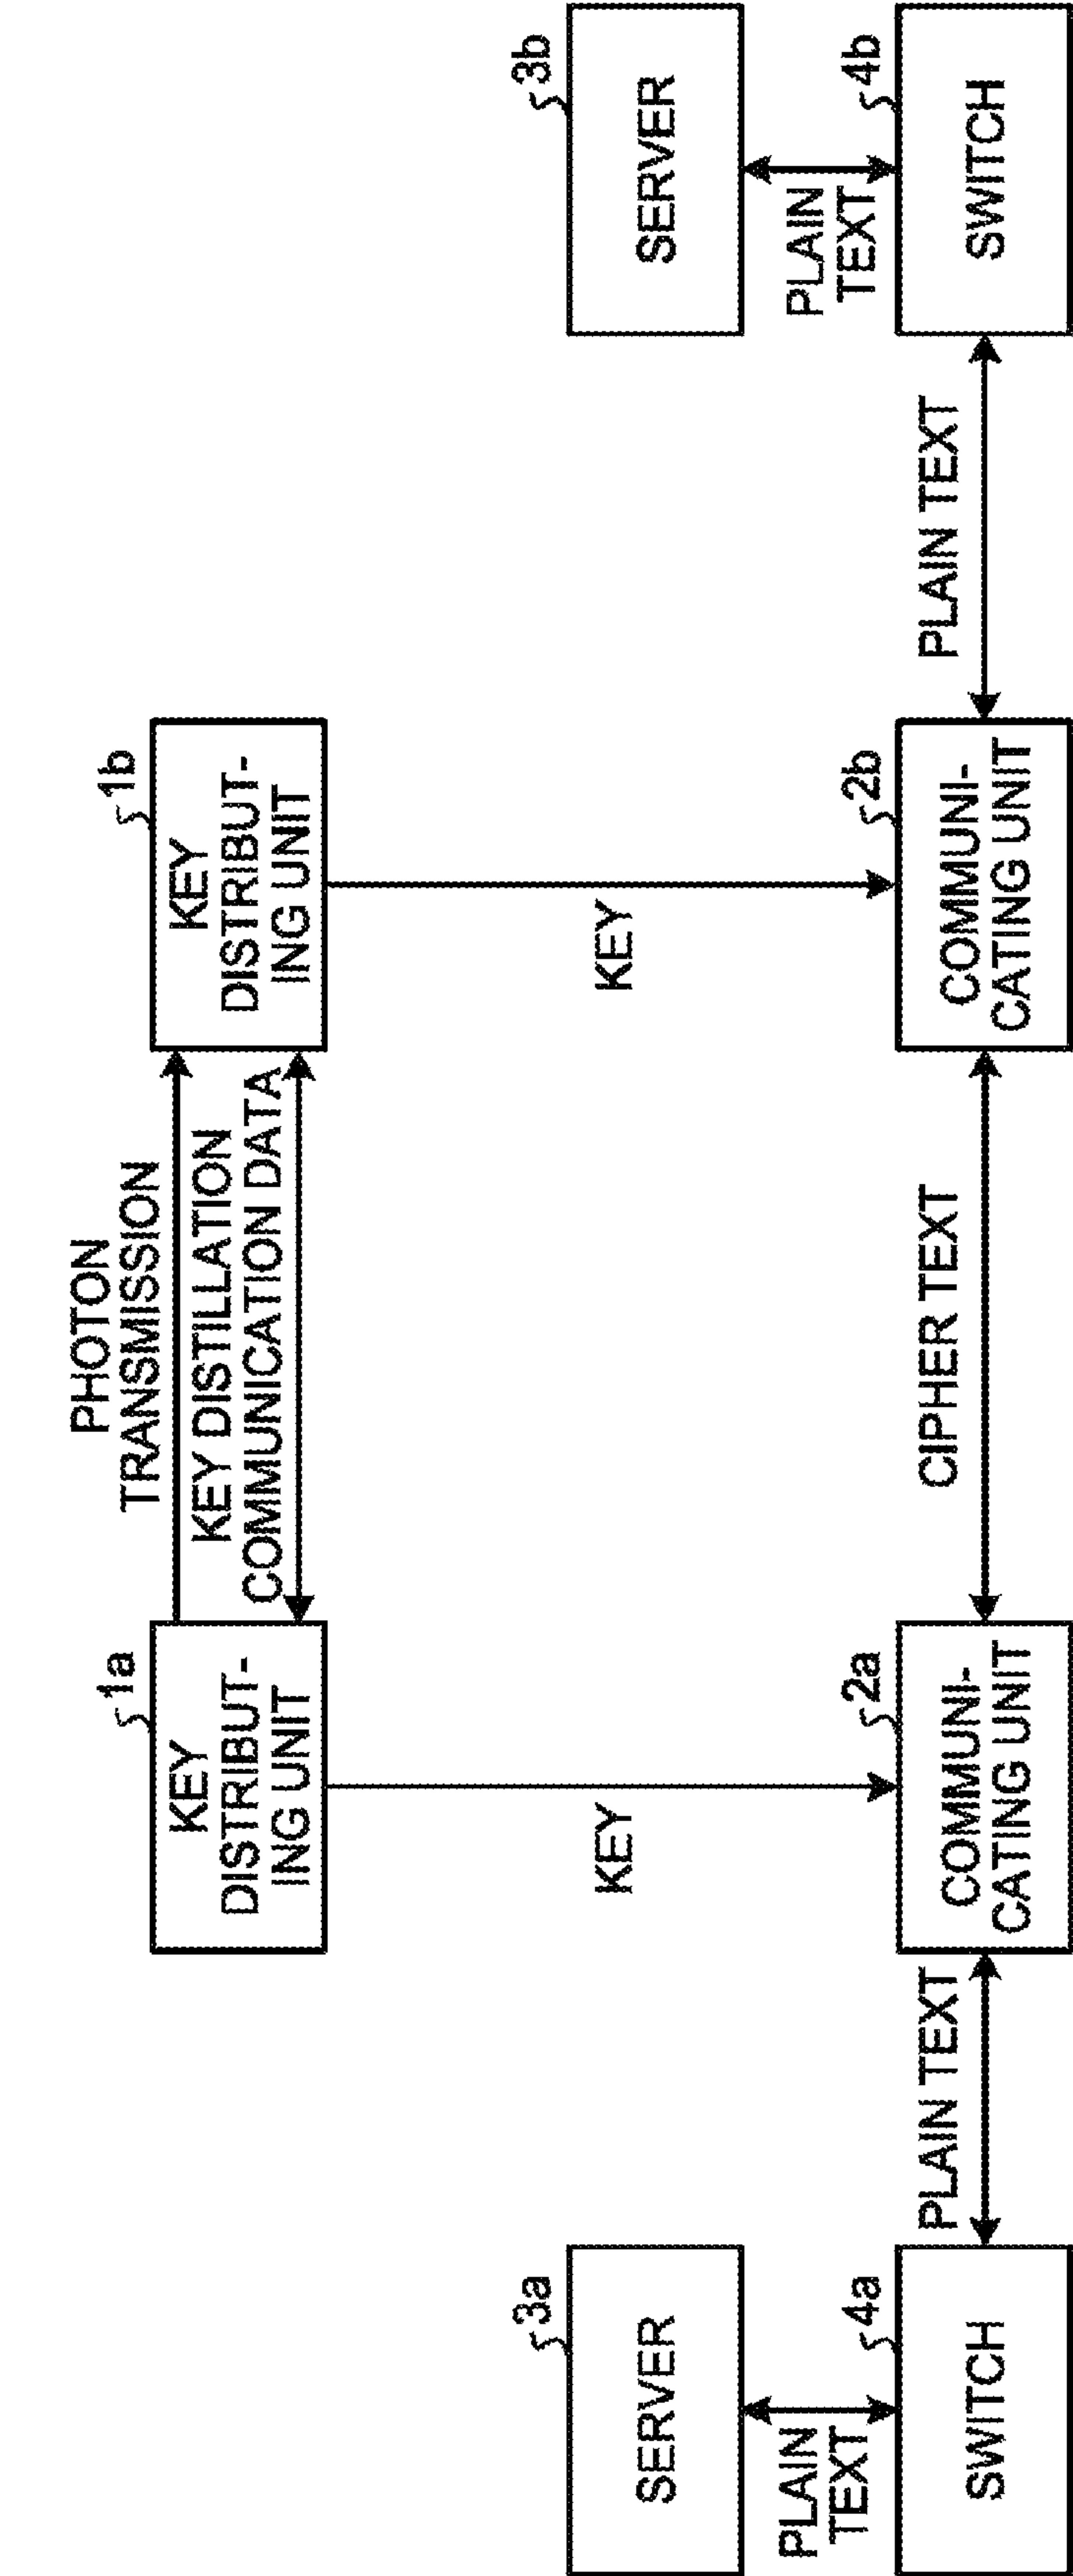 PHOTON
TRANSMISSION
1a
KEY
DISTRIBUT-
ING UNIT
KEY DISTILLATION
COMMUNICATION DATA
1b
KEY
DISTRIBUT-
ING UNIT
3a
SERVER
KEY
KEY
3b
SERVER
PLAIN
TEXT
PLAIN
TEXT
4a
SWITCH
PLAIN TEXT
2a
COMMUNI-
CATING UNIT
CIPHER TEXT
2b
COMMUNI-
CATING UNIT
PLAIN TEXT
4b
SWITCH